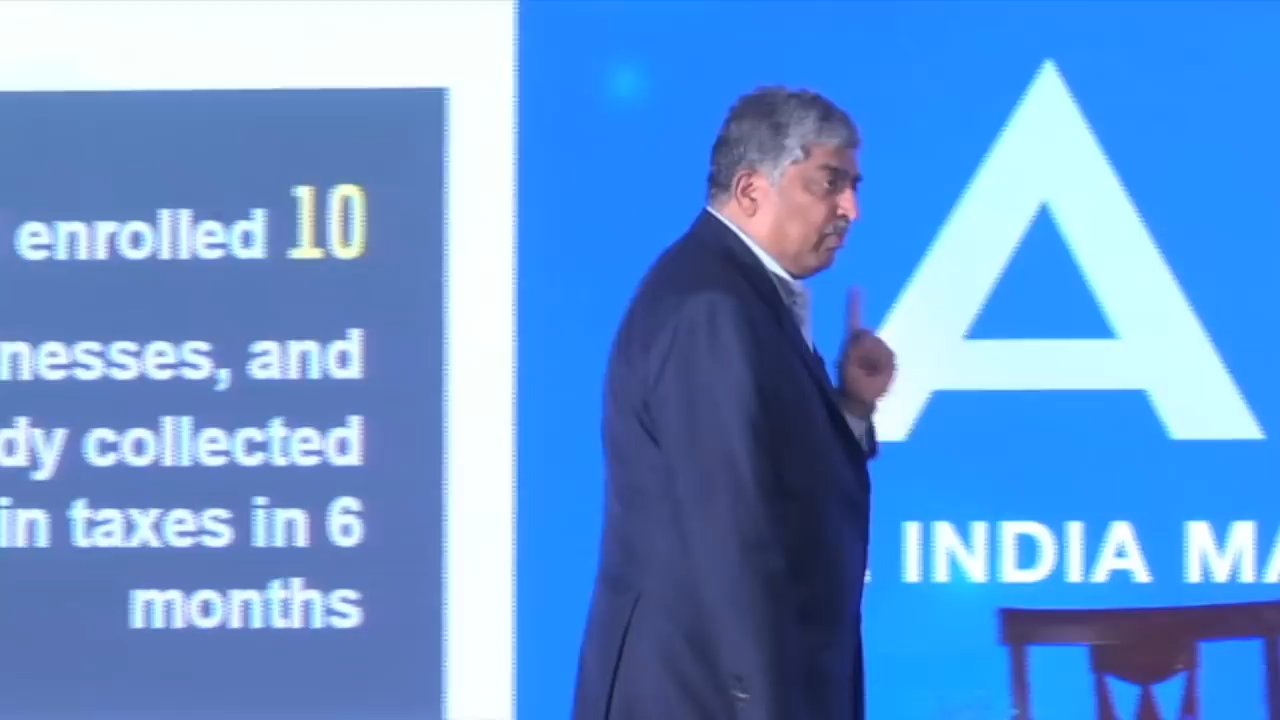 enrolled 10
nesses, and
dy collected
in taxes in 6
months
A
INDIA MA